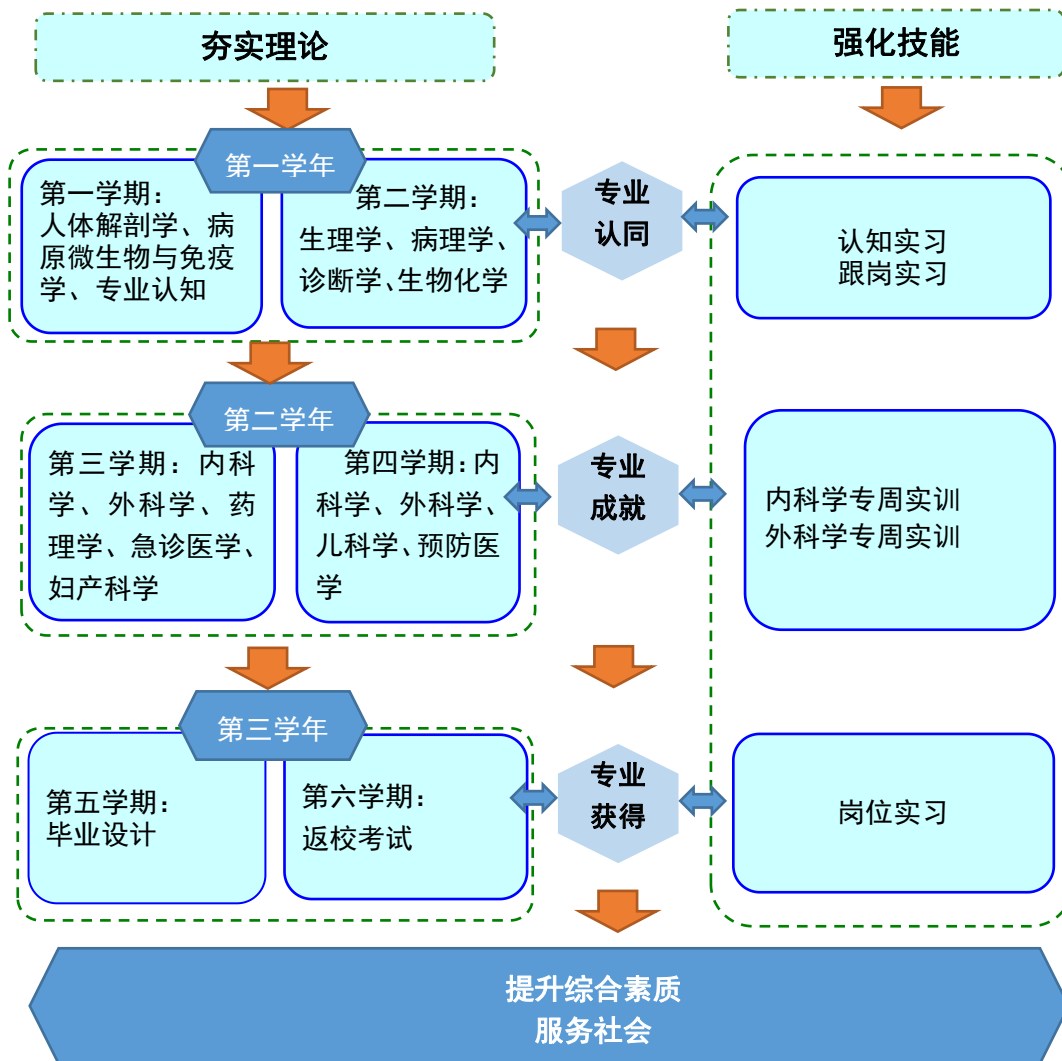 夯实理论
强化技能
第一学年
第一学期：
人体解剖学、病
原微生物与免疫
学、专业认知
第二学期：
生理学、病理学、
诊断学、生物化学
专业
认同
认知实习
跟岗实习
第二学年
第三学期：内科
学、外科学、药
理学、急诊医学、
妇产科学
第四学期：内
科学、外科学、
儿科学、预防医
学
专业
成就
内科学专周实训
外科学专周实训
第三学年
第五学期：
毕业设计
第六学期：
返校考试
专业
获得
岗位实习
提升综合素质
服务社会